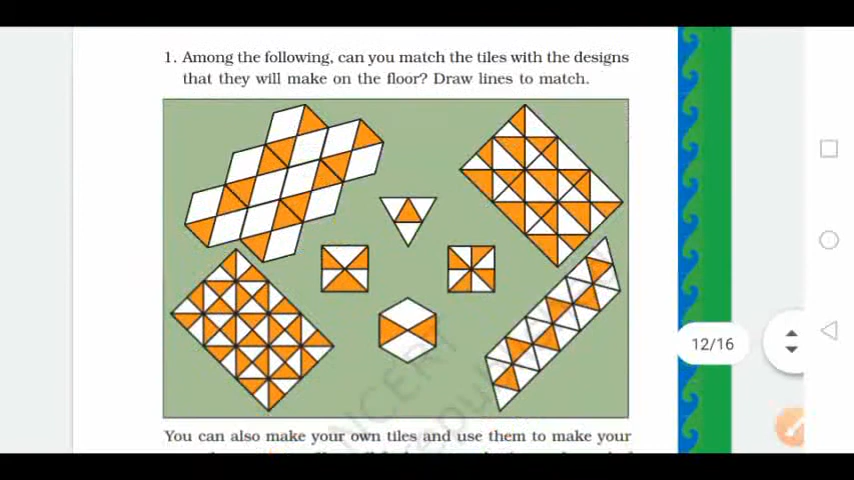 1. Among the following, can you match the tiles with the designs
that they will make on the floor? Draw lines to match.
NCERT
12/16
You can also make your own tiles and use them to make your